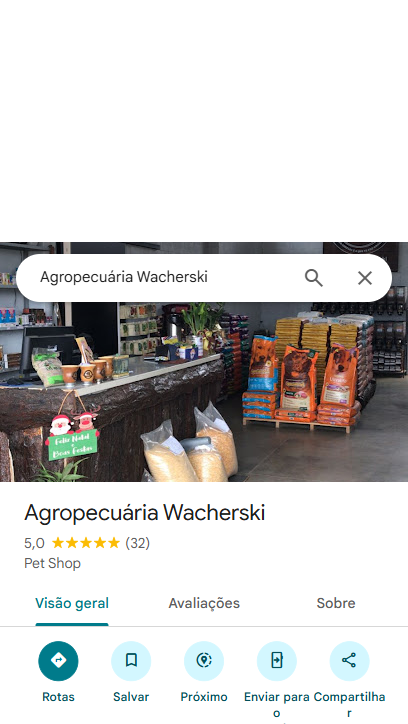 Agropecuária Wacherski
Feliz Natal
e
Boas Festas
Agropecuária Wacherski
5,0 (32)
Pet Shop
Visão geral Avaliações Sobre
Rotas Salvar Próximo Enviar para Compartilha
o r